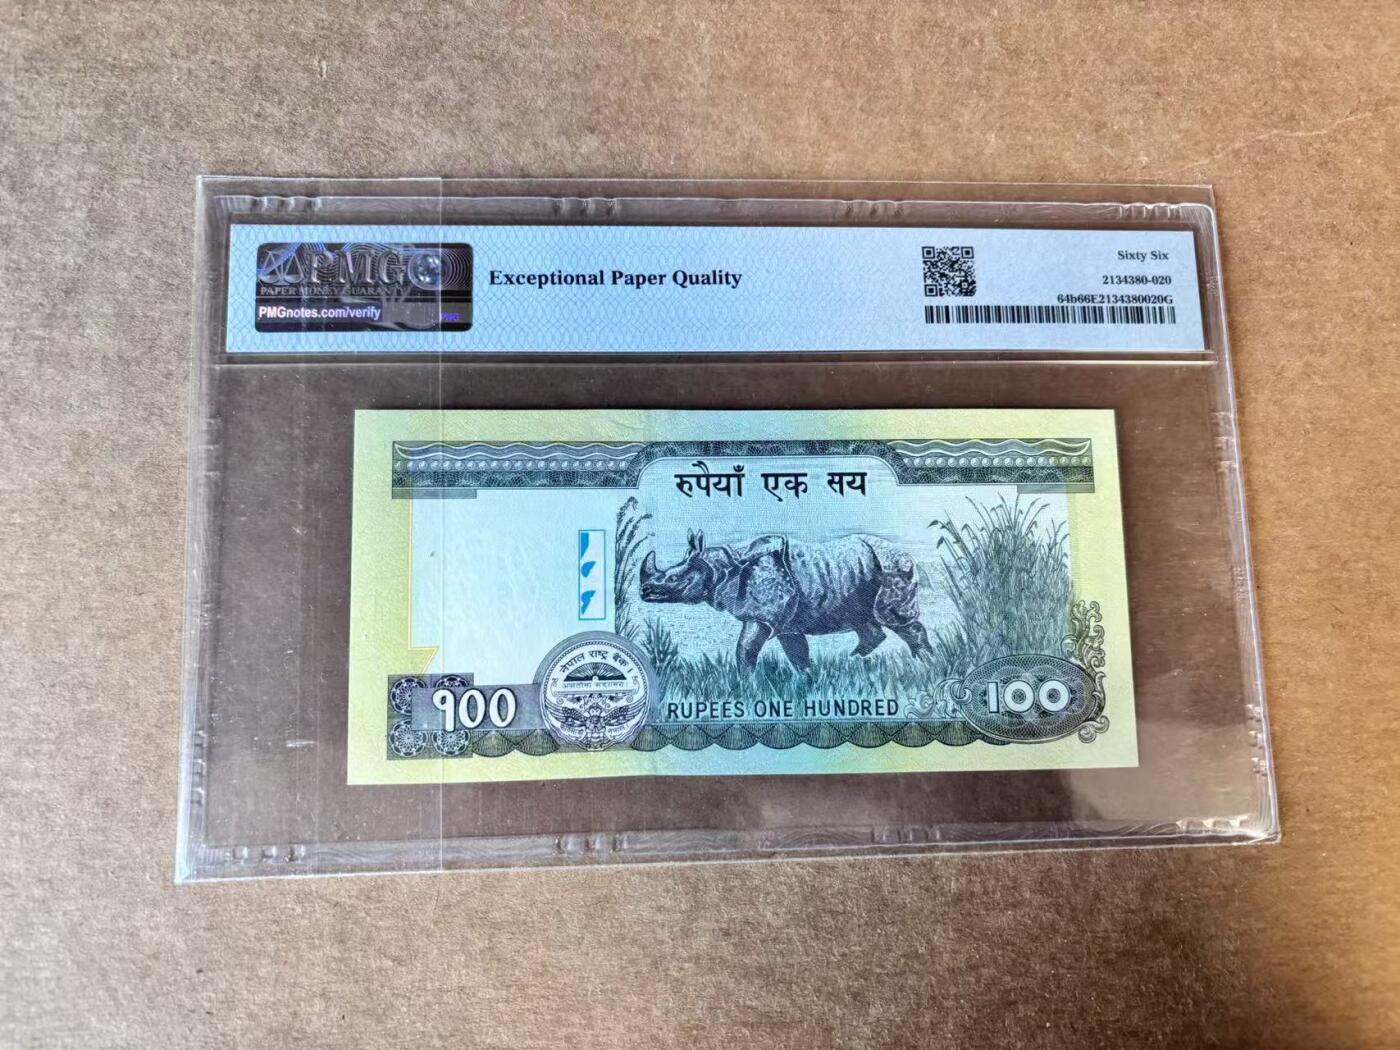 PMG
PAPER MONEY GUARANTY
PMGnotes.com/verify
PMG
Exceptional Paper Quality
Sixty Six
2134380-020
64b66E2134380020G
रुपैयाँ एक सय
नेपाल राष्ट्र बैंक
१००
RUPEES ONE HUNDRED
100